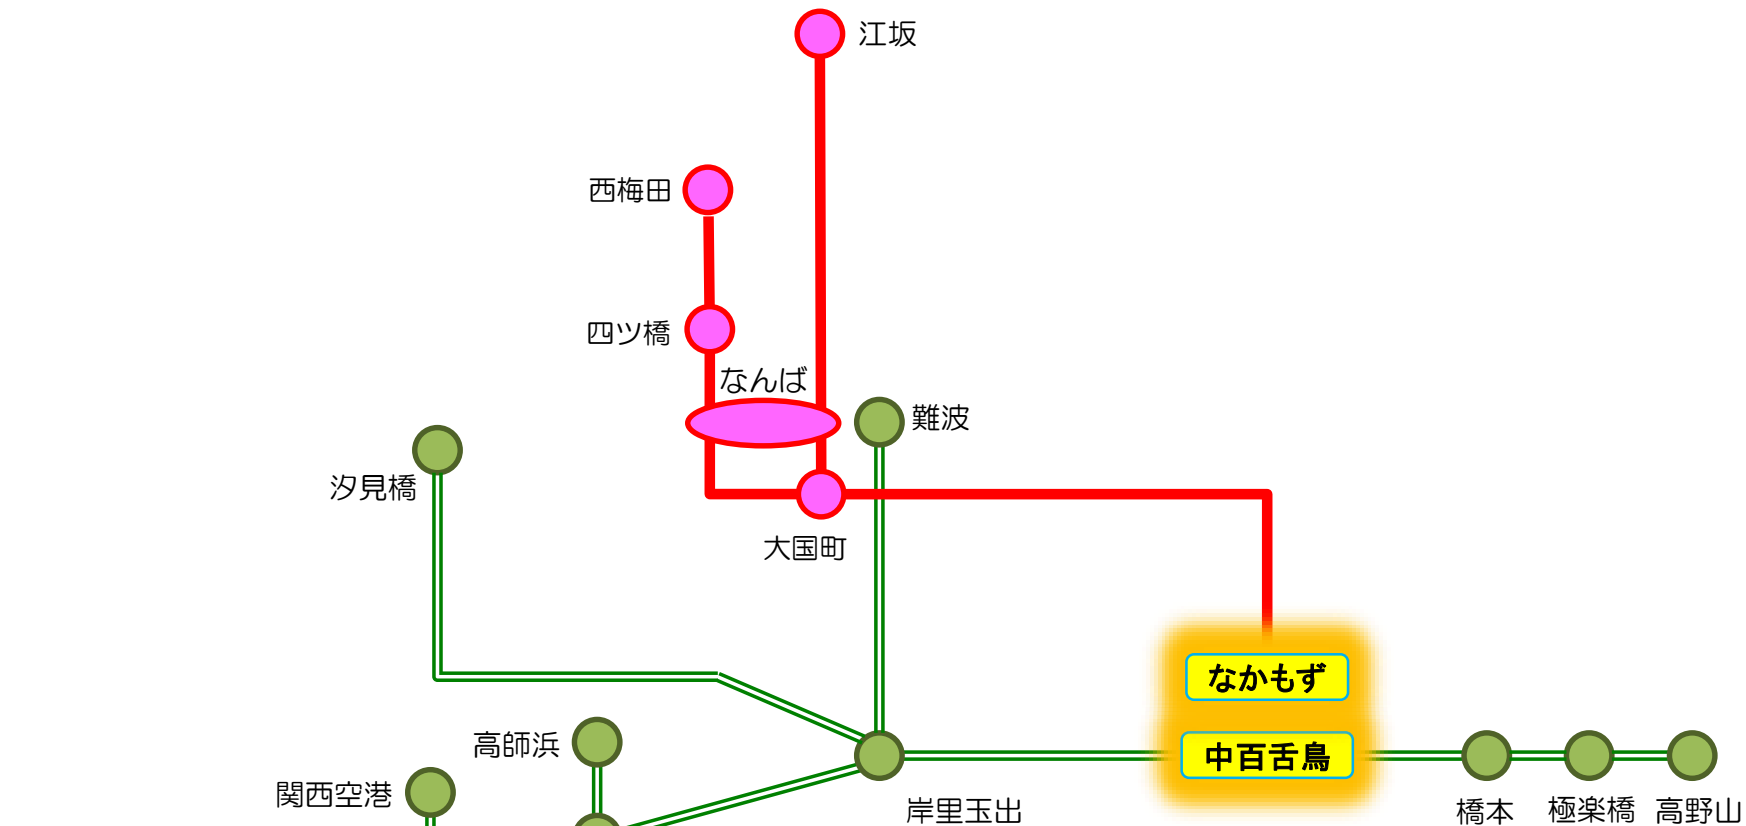 江坂
西梅田
四ツ橋
なんば
難波
汐見橋
大国町
なかもず
高師浜
中百舌鳥
関西空港
岸里玉出
橋本
極楽橋
高野山